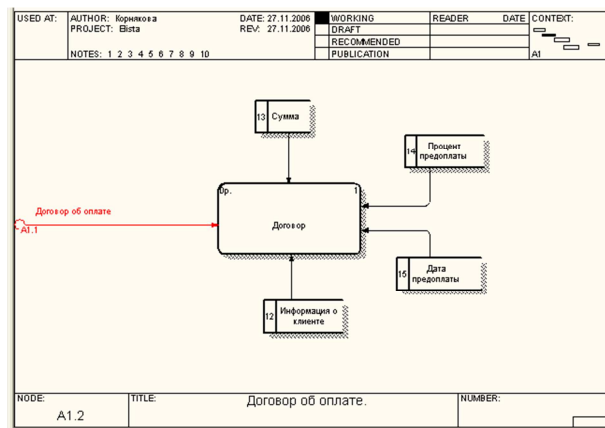 USED AT:
AUTHOR: Корнякова
DATE: 27.11.2006
WORKING
READER
DATE
CONTEXT:
PROJECT: Elista
REV: 27.11.2006
DRAFT
RECOMMENDED
NOTES: 1 2 3 4 5 6 7 8 9 10
PUBLICATION
A1
13 Сумма
14 Процент
предоплаты
0р.
1
Договор об оплате
A1.1
Договор
15 Дата
предоплаты
12 Информация о
клиенте
NODE:
TITLE:
Договор об оплате.
NUMBER:
A1.2